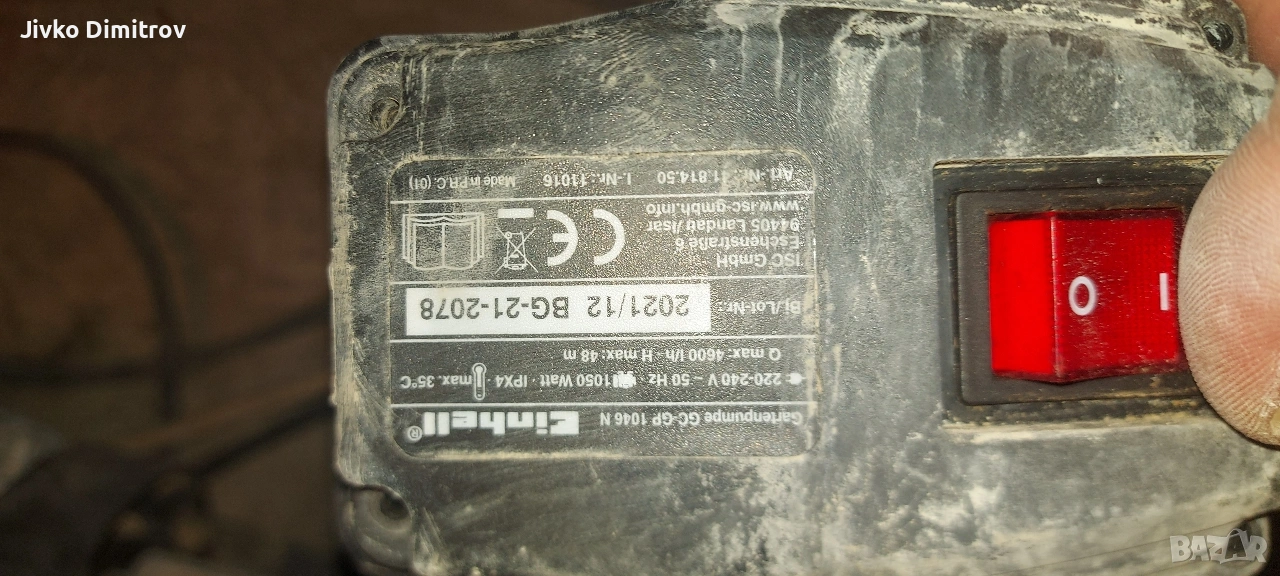 Jivko Dimitrov
Einhell®
Gartenpumpe GC-GP 1046 N
220-240 V ~ 50 Hz · 1050 Watt · IPX4 · max. 35°C
Q max: 4600 l/h · H max: 48 m
Bj/Lot-Nr.: 2021/12 BG-21-2078
ISC GmbH ·
Eschenstraße 6
94405 Landau/Isar
www.isc-gmbh.info
CE
Art.-Nr.: 41.814.50 I.-Nr.: 11016 Made in P.R.C. (01)
O I
BAZAR